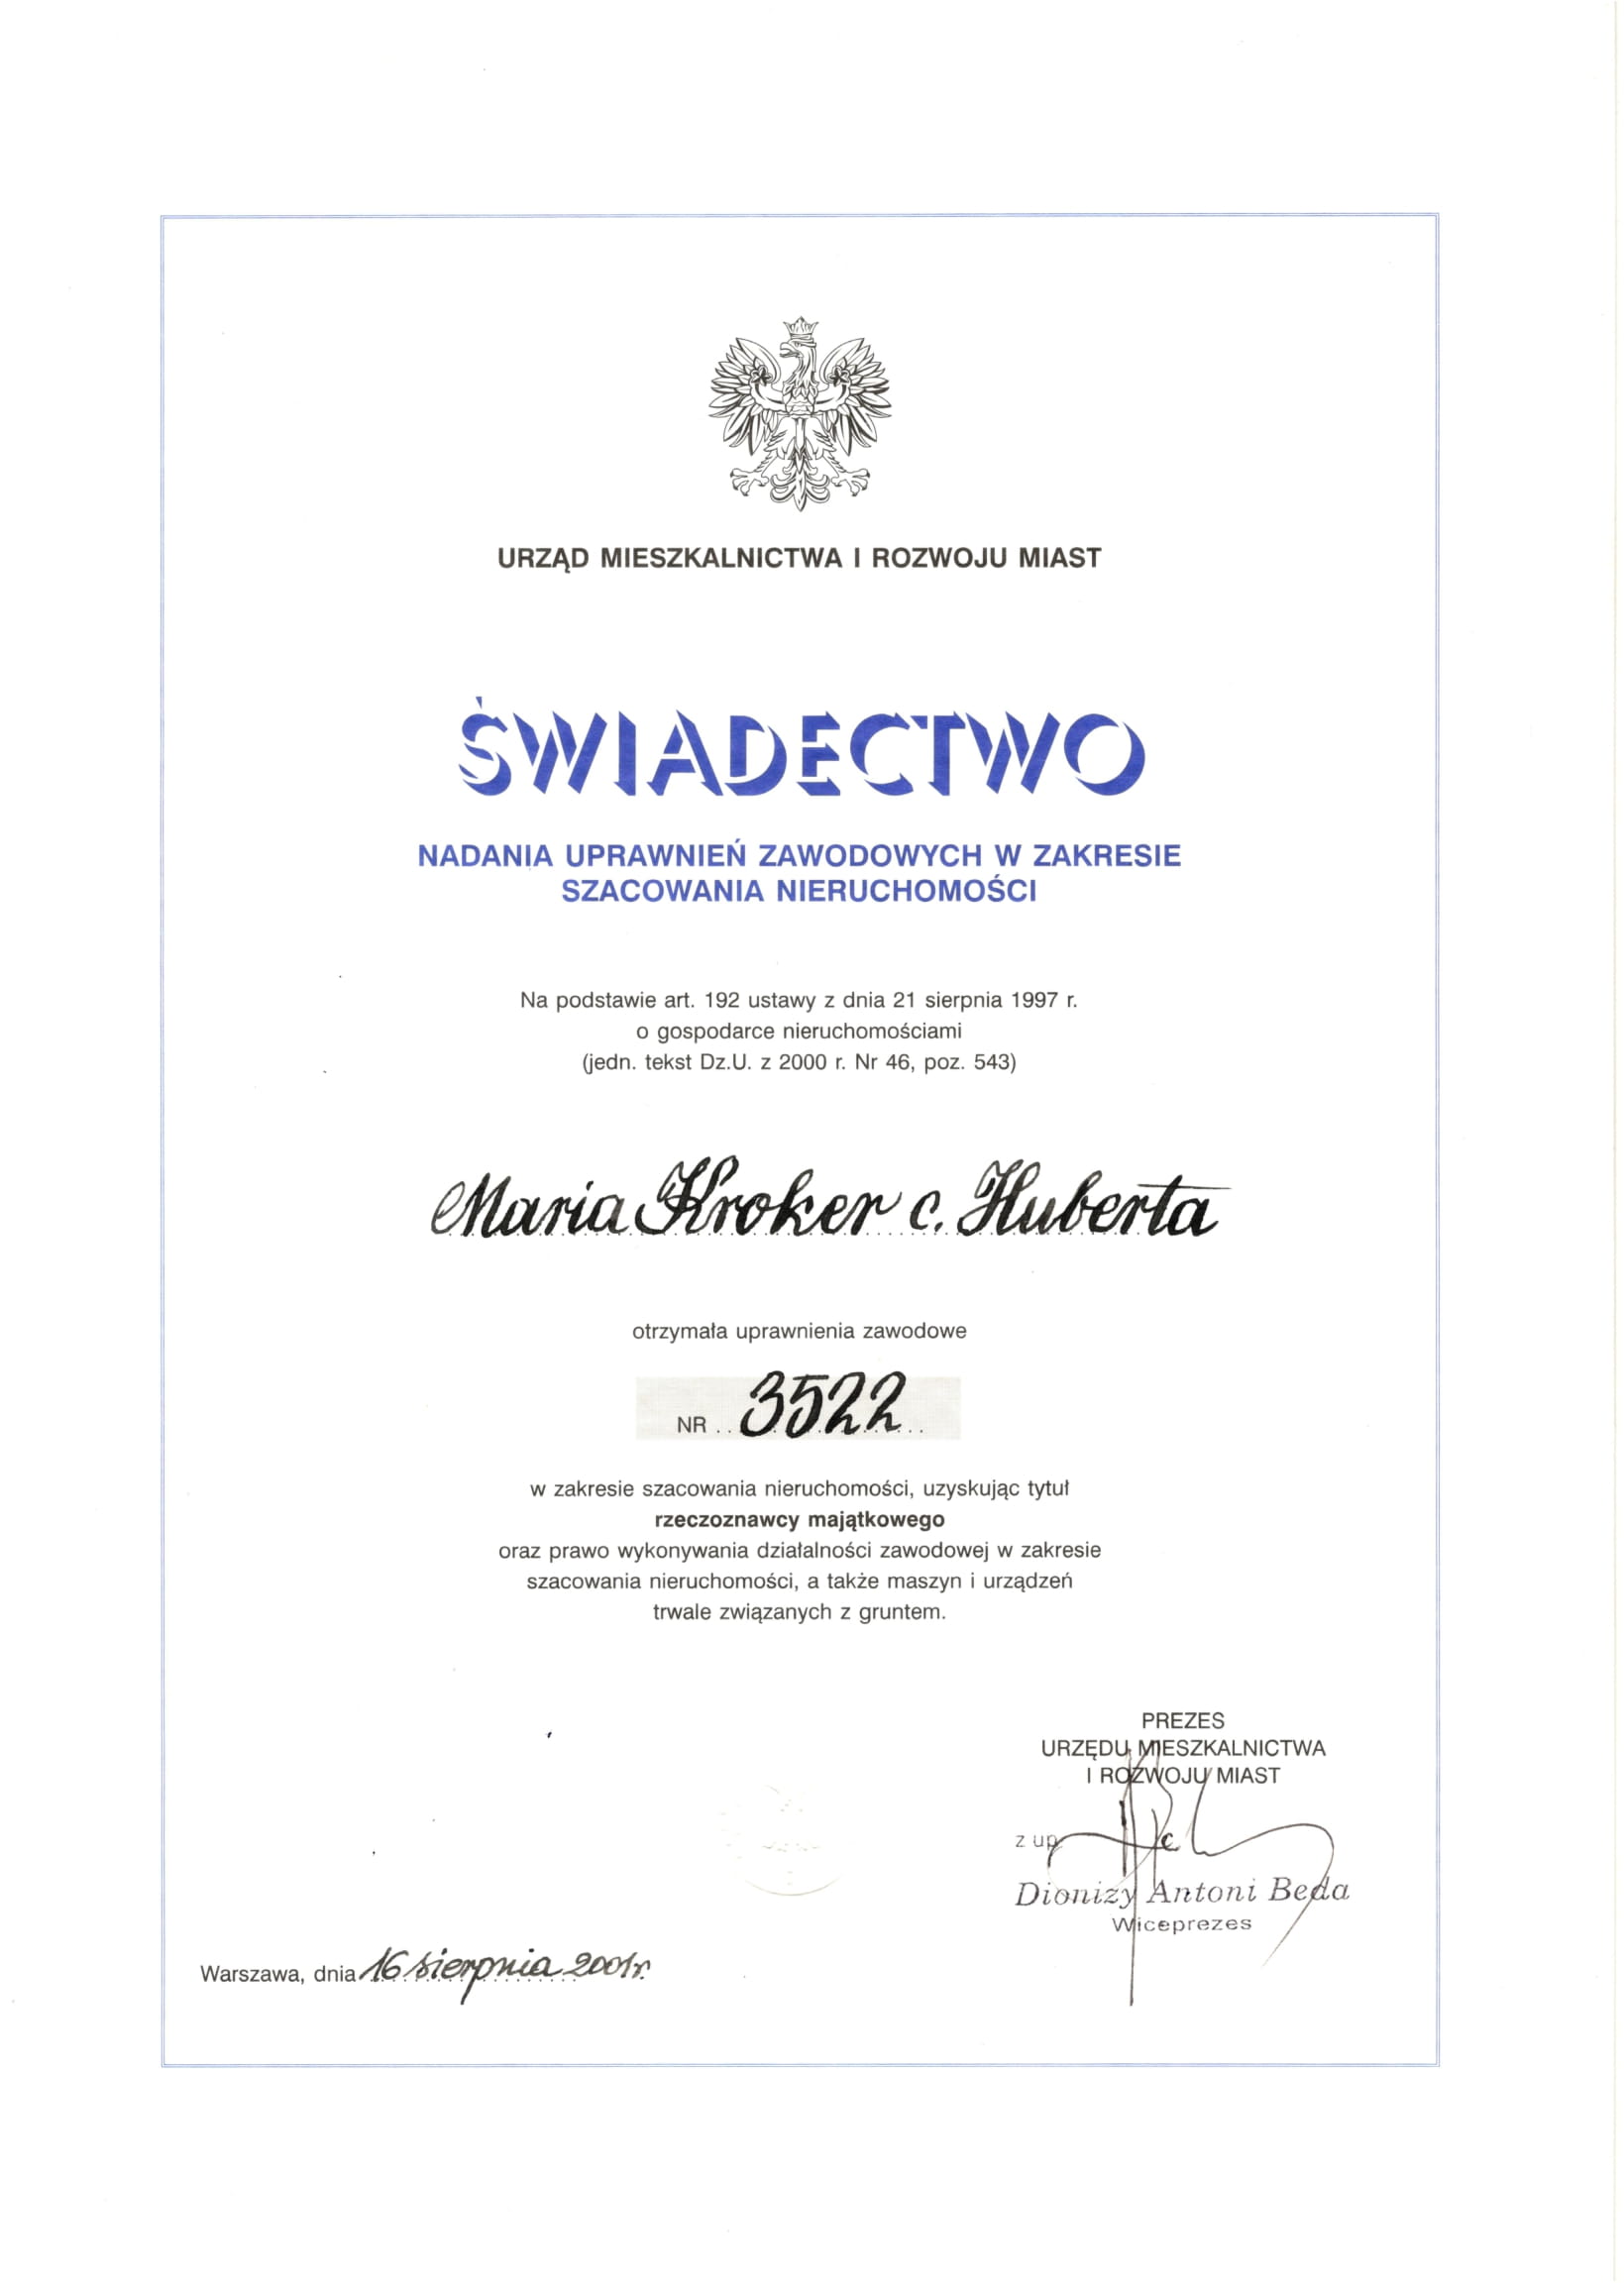 URZĄD MIESZKALNICTWA I ROZWOJU MIAST
ŚWIADECTWO
NADANIA UPRAWNIEŃ ZAWODOWYCH W ZAKRESIE
SZACOWANIA NIERUCHOMOŚCI
Na podstawie art. 192 ustawy z dnia 21 sierpnia 1997 r.
o gospodarce nieruchomościami
(jedn. tekst Dz.U. z 2000 r. Nr 46, poz. 543)
Maria Kroker c. Huberta
otrzymała uprawnienia zawodowe
NR 3522
w zakresie szacowania nieruchomości, uzyskując tytuł
rzeczoznawcy majątkowego
oraz prawo wykonywania działalności zawodowej w zakresie
szacowania nieruchomości, a także maszyn i urządzeń
trwale związanych z gruntem.
PREZES
URZĘDU MIESZKALNICTWA
I ROZWOJU MIAST
z up.
Dionizy Antoni Beda
Wiceprezes
Warszawa, dnia 16 sierpnia 2001r.